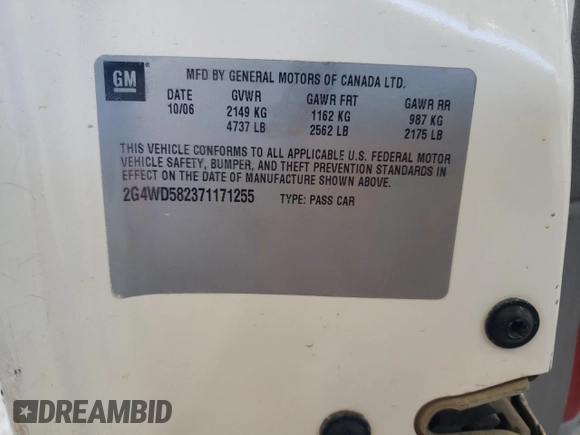 GM
MFD BY GENERAL MOTORS OF CANADA LTD.
DATE GVWR GAWR FRT GAWR RR
10/06 2149 KG 1162 KG 987 KG
4737 LB 2562 LB 2175 LB
THIS VEHICLE CONFORMS TO ALL APPLICABLE U.S. FEDERAL MOTOR
VEHICLE SAFETY, BUMPER, AND THEFT PREVENTION STANDARDS IN
EFFECT ON THE DATE OF MANUFACTURE SHOWN ABOVE.
2G4WD582371171255 TYPE: PASS CAR
DREAMBID